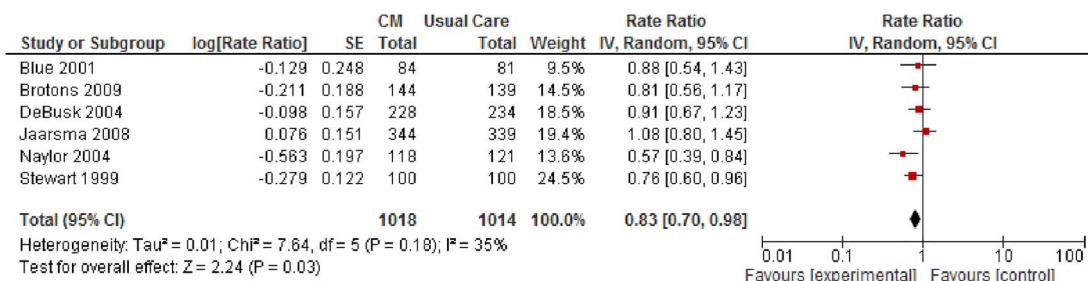 CM Usual Care Rate Ratio Rate Ratio
Study or Subgroup log[Rate Ratio] SE Total Total Weight IV, Random, 95% CI IV, Random, 95% CI
Blue 2001 -0.129 0.248 84 81 9.5% 0.88 [0.54, 1.43]
Brotons 2009 -0.211 0.188 144 139 14.5% 0.81 [0.56, 1.17]
DeBusk 2004 -0.098 0.157 228 234 18.5% 0.91 [0.67, 1.23]
Jaarsma 2008 0.076 0.151 344 339 19.4% 1.08 [0.80, 1.45]
Naylor 2004 -0.563 0.197 118 121 13.6% 0.57 [0.39, 0.84]
Stewart 1999 -0.279 0.122 100 100 24.5% 0.76 [0.60, 0.96]
Total (95% CI) 1018 1014 100.0% 0.83 [0.70, 0.98]
Heterogeneity: Tau² = 0.01; Chi² = 7.64, df = 5 (P = 0.18); I² = 35%
Test for overall effect: Z = 2.24 (P = 0.03)
0.01 0.1 1 10 100
Favours [experimental] Favours [control]